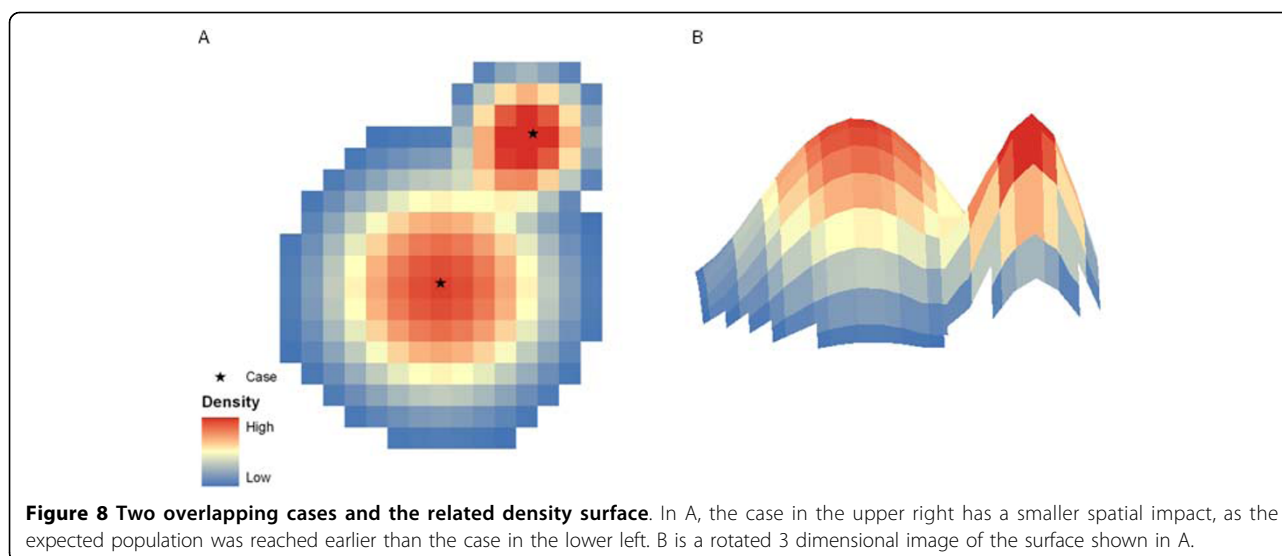 A
B
Case
Density
High
Low
Figure 8 Two overlapping cases and the related density surface. In A, the case in the upper right has a smaller spatial impact, as the
expected population was reached earlier than the case in the lower left. B is a rotated 3 dimensional image of the surface shown in A.